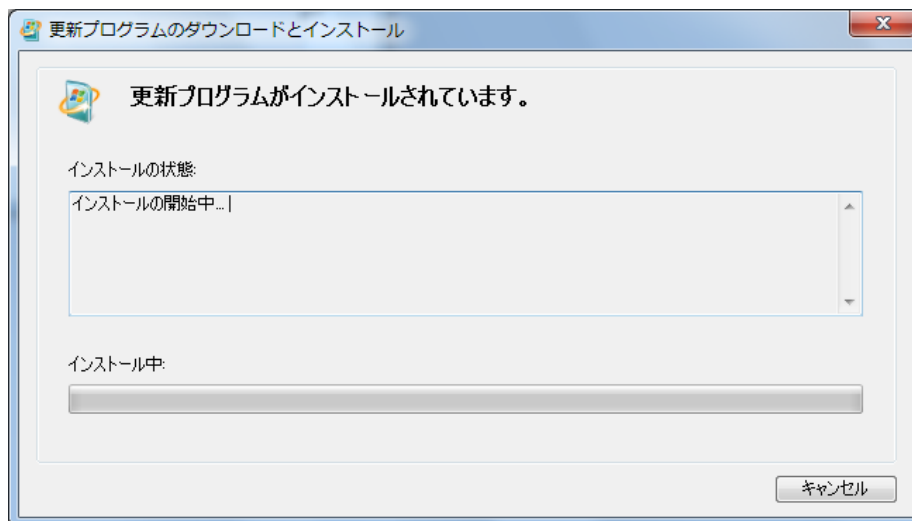 更新プログラムのダウンロードとインストール
更新プログラムがインストールされています。
インストールの状態:
インストールの開始中...
インストール中:
キャンセル